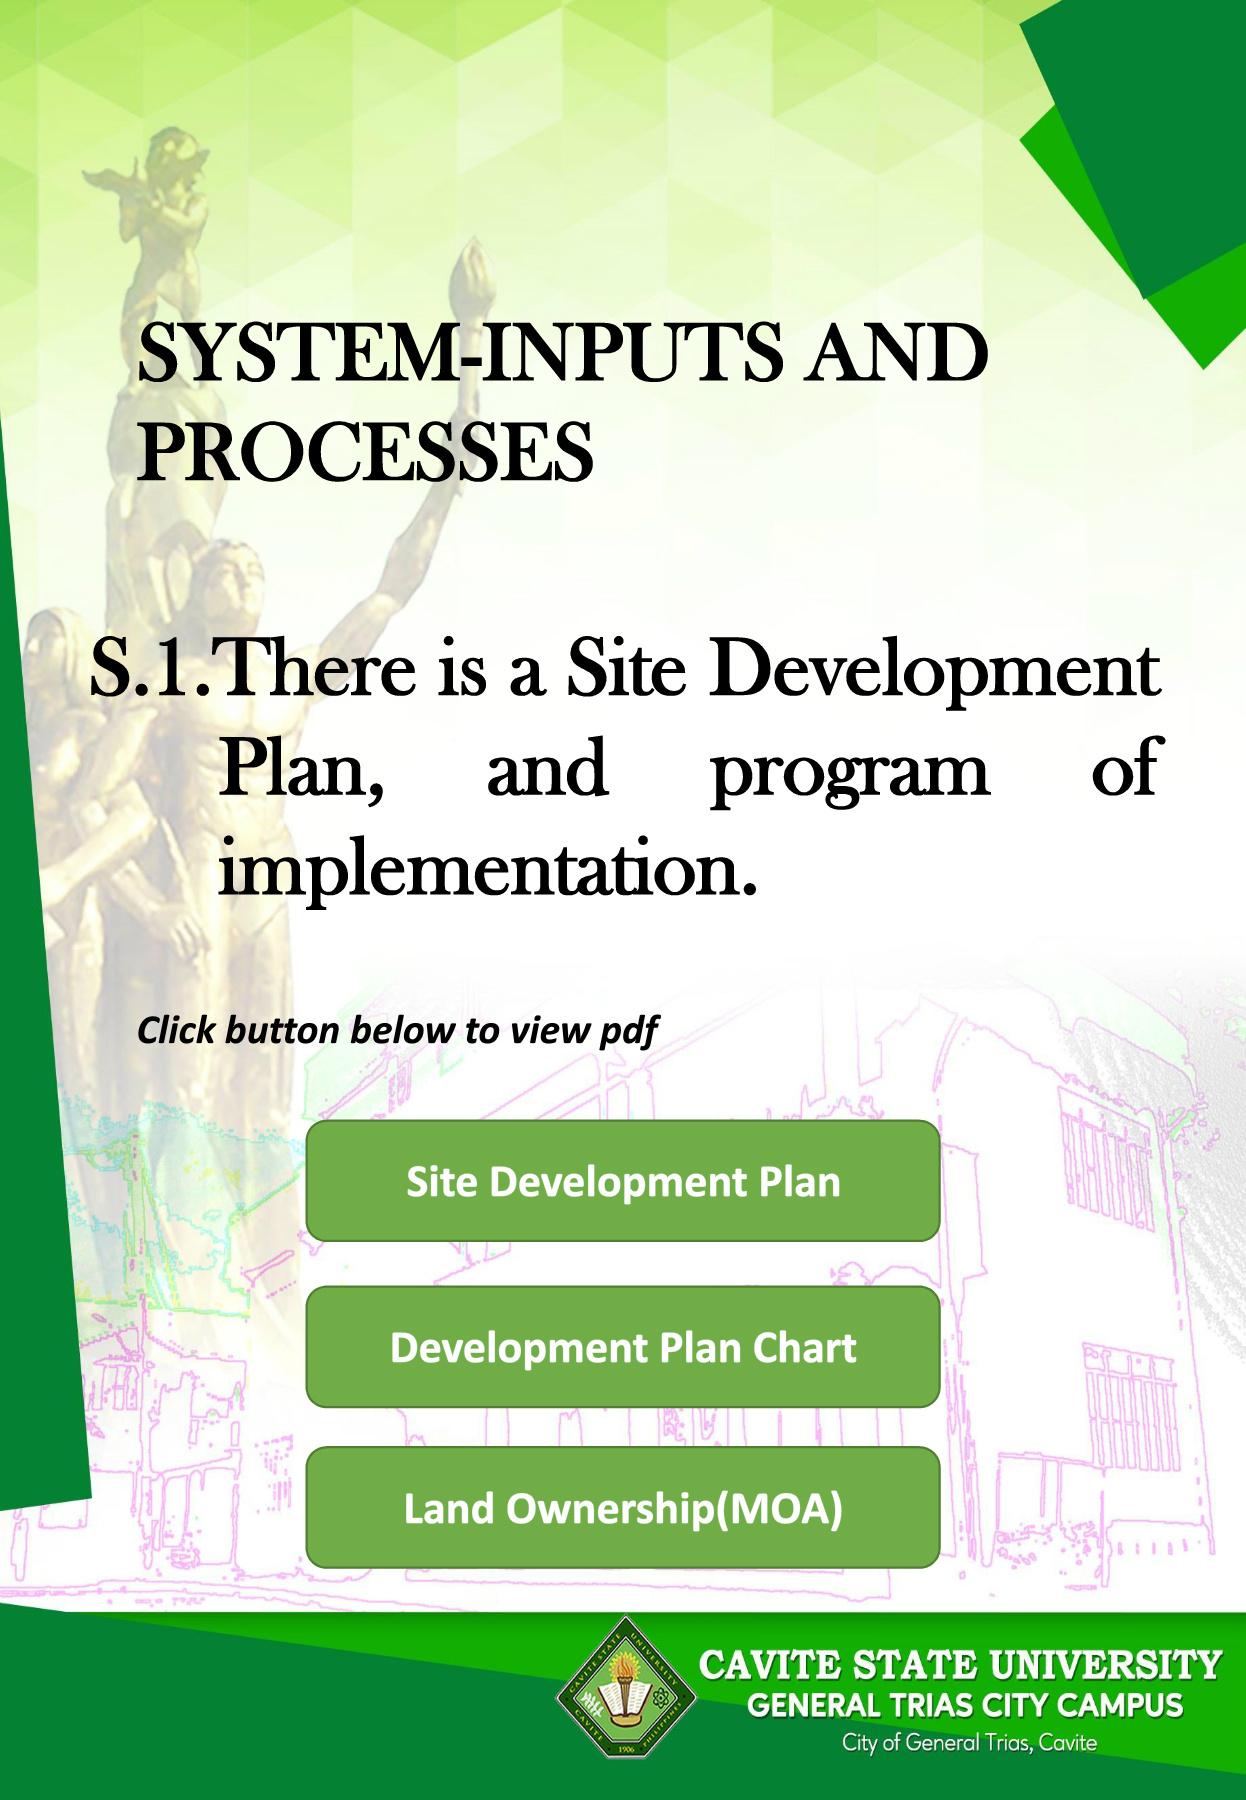 SYSTEM-INPUTS AND
PROCESSES
S.1.There is a Site Development
Plan, and program of
implementation.
Click button below to view pdf
Site Development Plan
Development Plan Chart
Land Ownership(MOA)
CAVITE STATE UNIVERSITY
CAVITE
PHILIPPINES
1906
CAVITE STATE UNIVERSITY
GENERAL TRIAS CITY CAMPUS
City of General Trias, Cavite